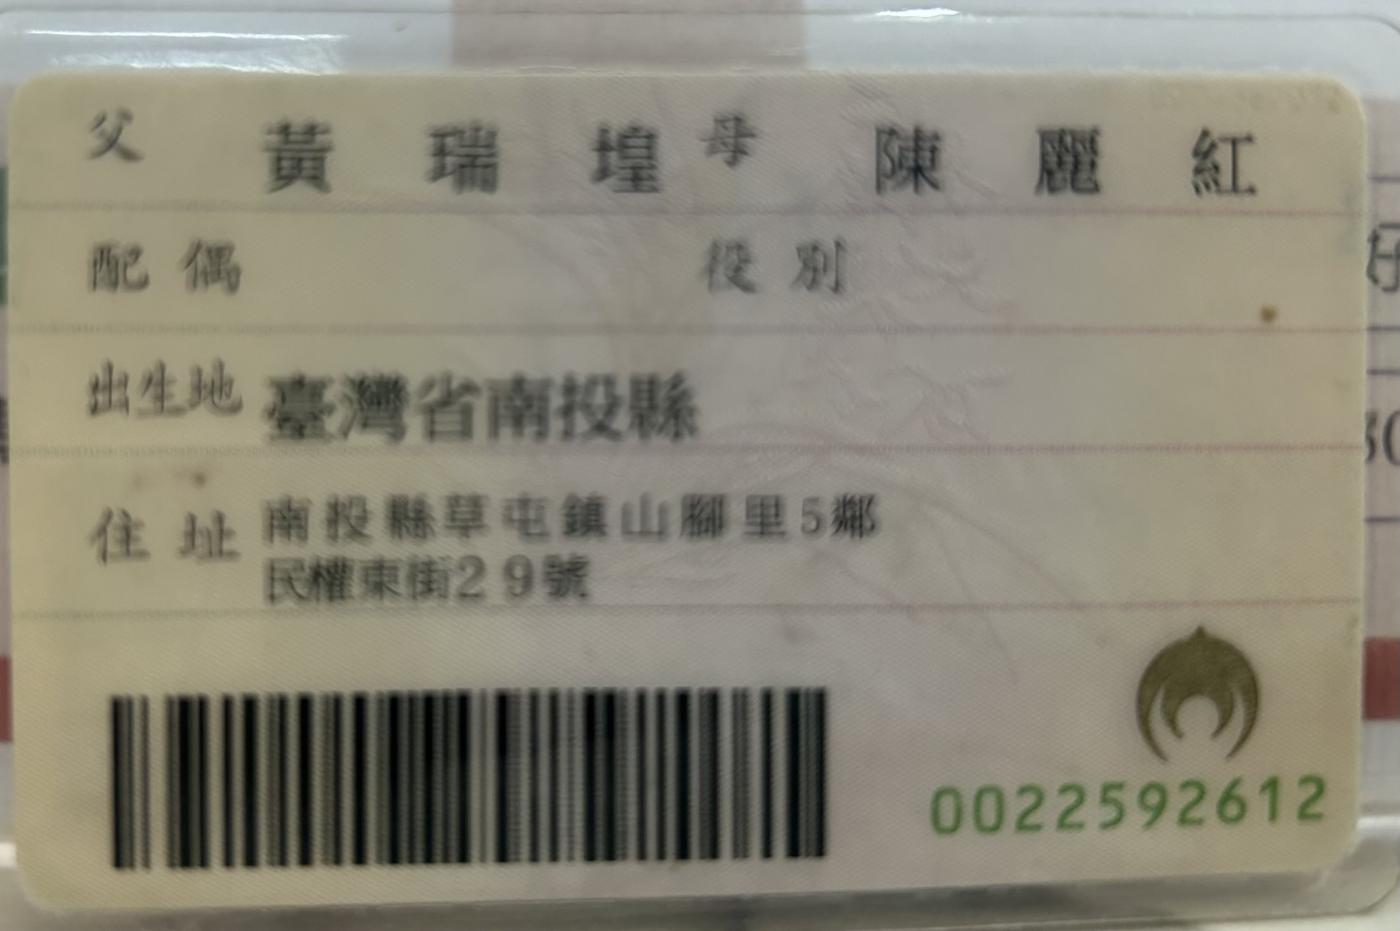 父 黃瑞堭 母 陳麗紅
配偶 役別
出生地 臺灣省南投縣
住址 南投縣草屯鎮山腳里5鄰
民權東街29號
0022592612